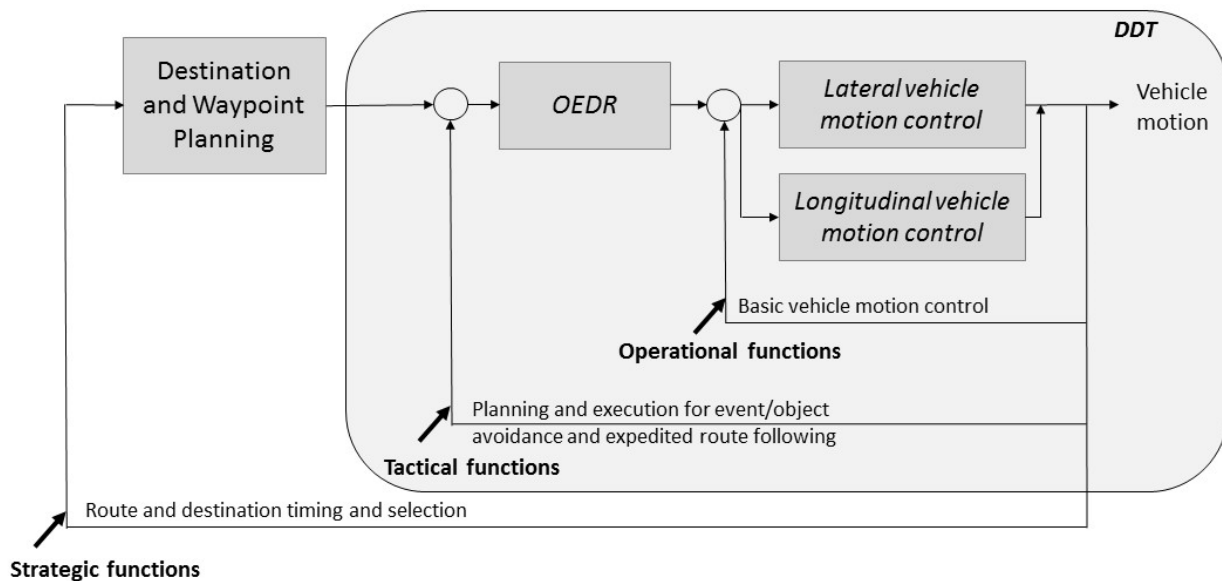 DDT
Destination
and Waypoint
Planning
OEDR
Lateral vehicle
motion control
Vehicle
motion
Longitudinal vehicle
motion control
Basic vehicle motion control
Operational functions
Planning and execution for event/object
avoidance and expedited route following
Tactical functions
Route and destination timing and selection
Strategic functions